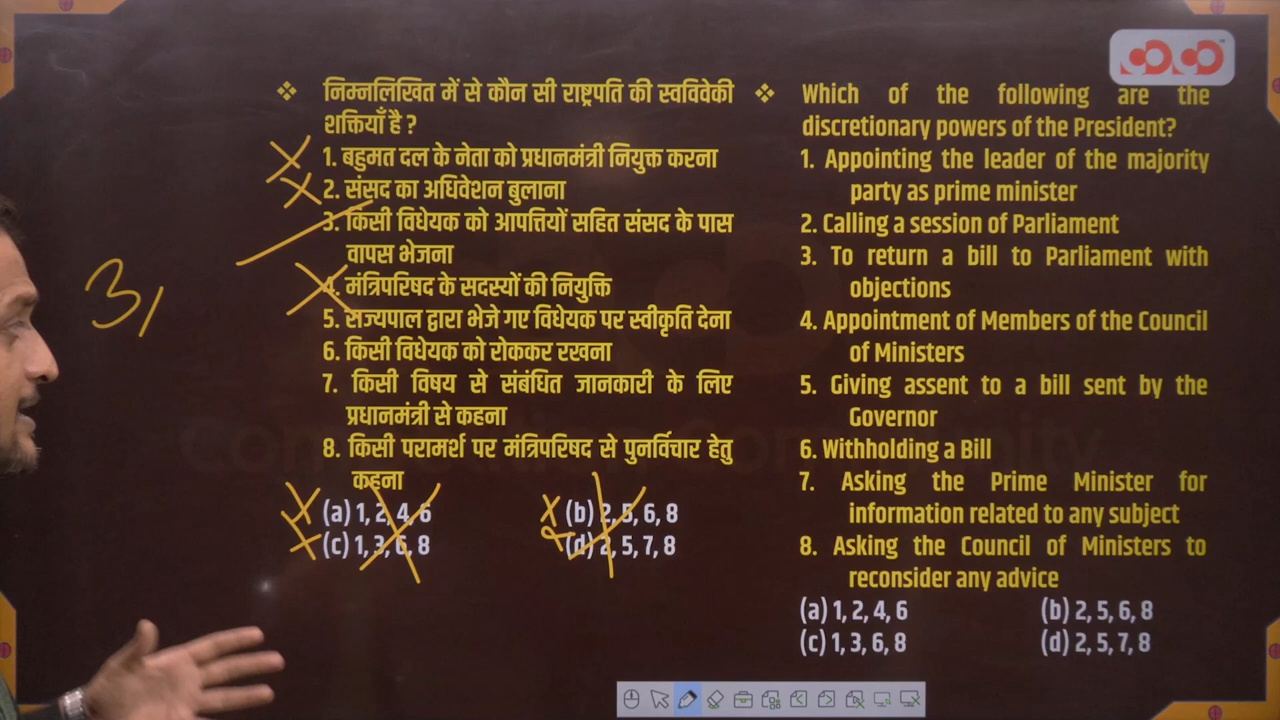 ❖ निम्नलिखित में से कौन सी राष्ट्रपति की स्वविवेकी
शक्तियाँ है ?
1. बहुमत दल के नेता को प्रधानमंत्री नियुक्त करना
2. संसद का अधिवेशन बुलाना
3. किसी विधेयक को आपत्तियों सहित संसद के पास
वापस भेजना
4. मंत्रिपरिषद के सदस्यों की नियुक्ति
5. राज्यपाल द्वारा भेजे गए विधेयक पर स्वीकृति देना
6. किसी विधेयक को रोककर रखना
7. किसी विषय से संबंधित जानकारी के लिए
प्रधानमंत्री से कहना
8. किसी परामर्श पर मंत्रिपरिषद से पुनर्विचार हेतु
कहना
(a) 1, 2, 4, 6 (b) 2, 5, 6, 8
(c) 1, 3, 6, 8 (d) 2, 5, 7, 8
3,
❖ Which of the following are the
discretionary powers of the President?
1. Appointing the leader of the majority
party as prime minister
2. Calling a session of Parliament
3. To return a bill to Parliament with
objections
4. Appointment of Members of the Council
of Ministers
5. Giving assent to a bill sent by the
Governor
6. Withholding a Bill
7. Asking the Prime Minister for
information related to any subject
8. Asking the Council of Ministers to
reconsider any advice
(a) 1, 2, 4, 6 (b) 2, 5, 6, 8
(c) 1, 3, 6, 8 (d) 2, 5, 7, 8